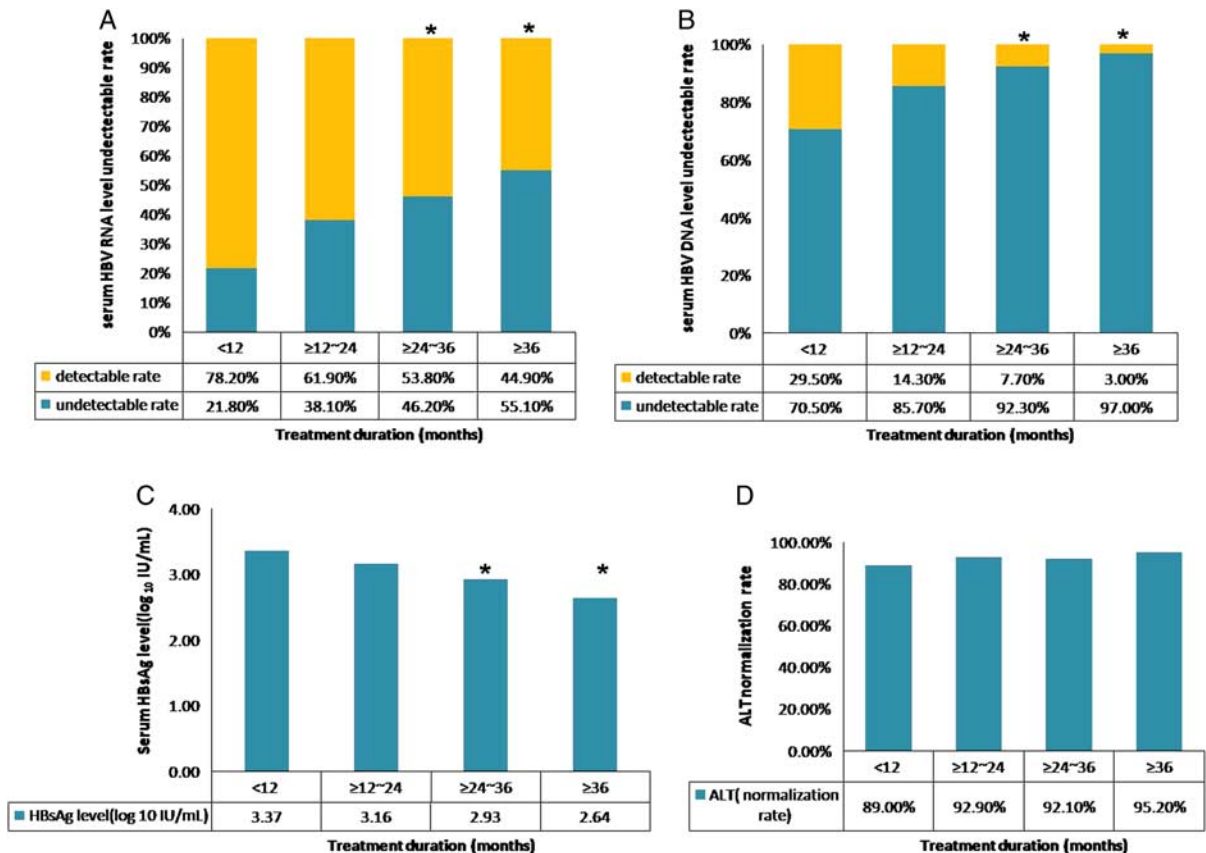 A
* *
serum HBV RNA level undectectable rate
100%
90%
80%
70%
60%
50%
40%
30%
20%
10%
0%
<12 ≥12~24 ≥24~36 ≥36
detectable rate 78.20% 61.90% 53.80% 44.90%
undetectable rate 21.80% 38.10% 46.20% 55.10%
Treatment duration (months)
B
* *
serum HBV DNA level undetectable rate
100%
80%
60%
40%
20%
0%
<12 ≥12~24 ≥24~36 ≥36
detectable rate 29.50% 14.30% 7.70% 3.00%
undetectable rate 70.50% 85.70% 92.30% 97.00%
Treatment duration (months)
C
Serum HBsAg level(log 10 IU/mL)
4.00
3.00
2.00
1.00
0.00
* *
<12 ≥12~24 ≥24~36 ≥36
HBsAg level(log 10 IU/mL) 3.37 3.16 2.93 2.64
Treatment duration (months)
D
ALT normalization rate
100.00%
80.00%
60.00%
40.00%
20.00%
0.00%
<12 ≥12~24 ≥24~36 ≥36
ALT( normalization
rate) 89.00% 92.90% 92.10% 95.20%
Treatment duration (months)